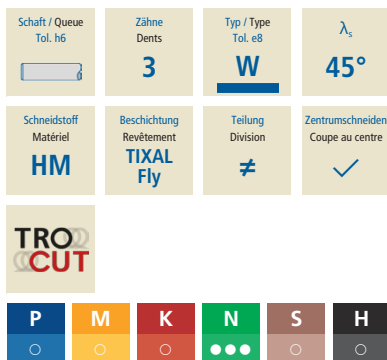 Schaft / Queue
Tol. h6
Zähne
Dents
3
Typ / Type
Tol. e8
W
λs
45°
Schneidstoff
Matériel
HM
Beschichtung
Revêtement
TIXAL
Fly
Teilung
Division
≠
Zentrumschneiden
Coupe au centre
✓
TRO
CUT
P M K N S H
○ ○ ○ ●●● ○ ○